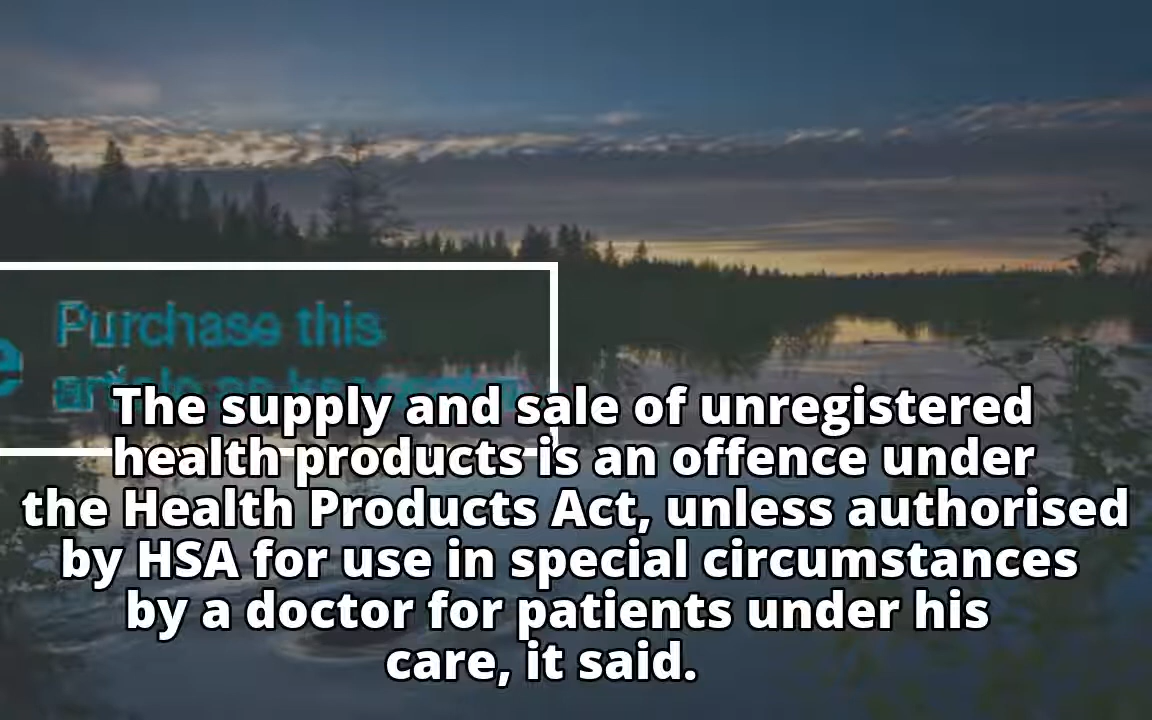 Purchase this
The supply and sale of unregistered
health products is an offence under
the Health Products Act, unless authorised
by HSA for use in special circumstances
by a doctor for patients under his
care, it said.